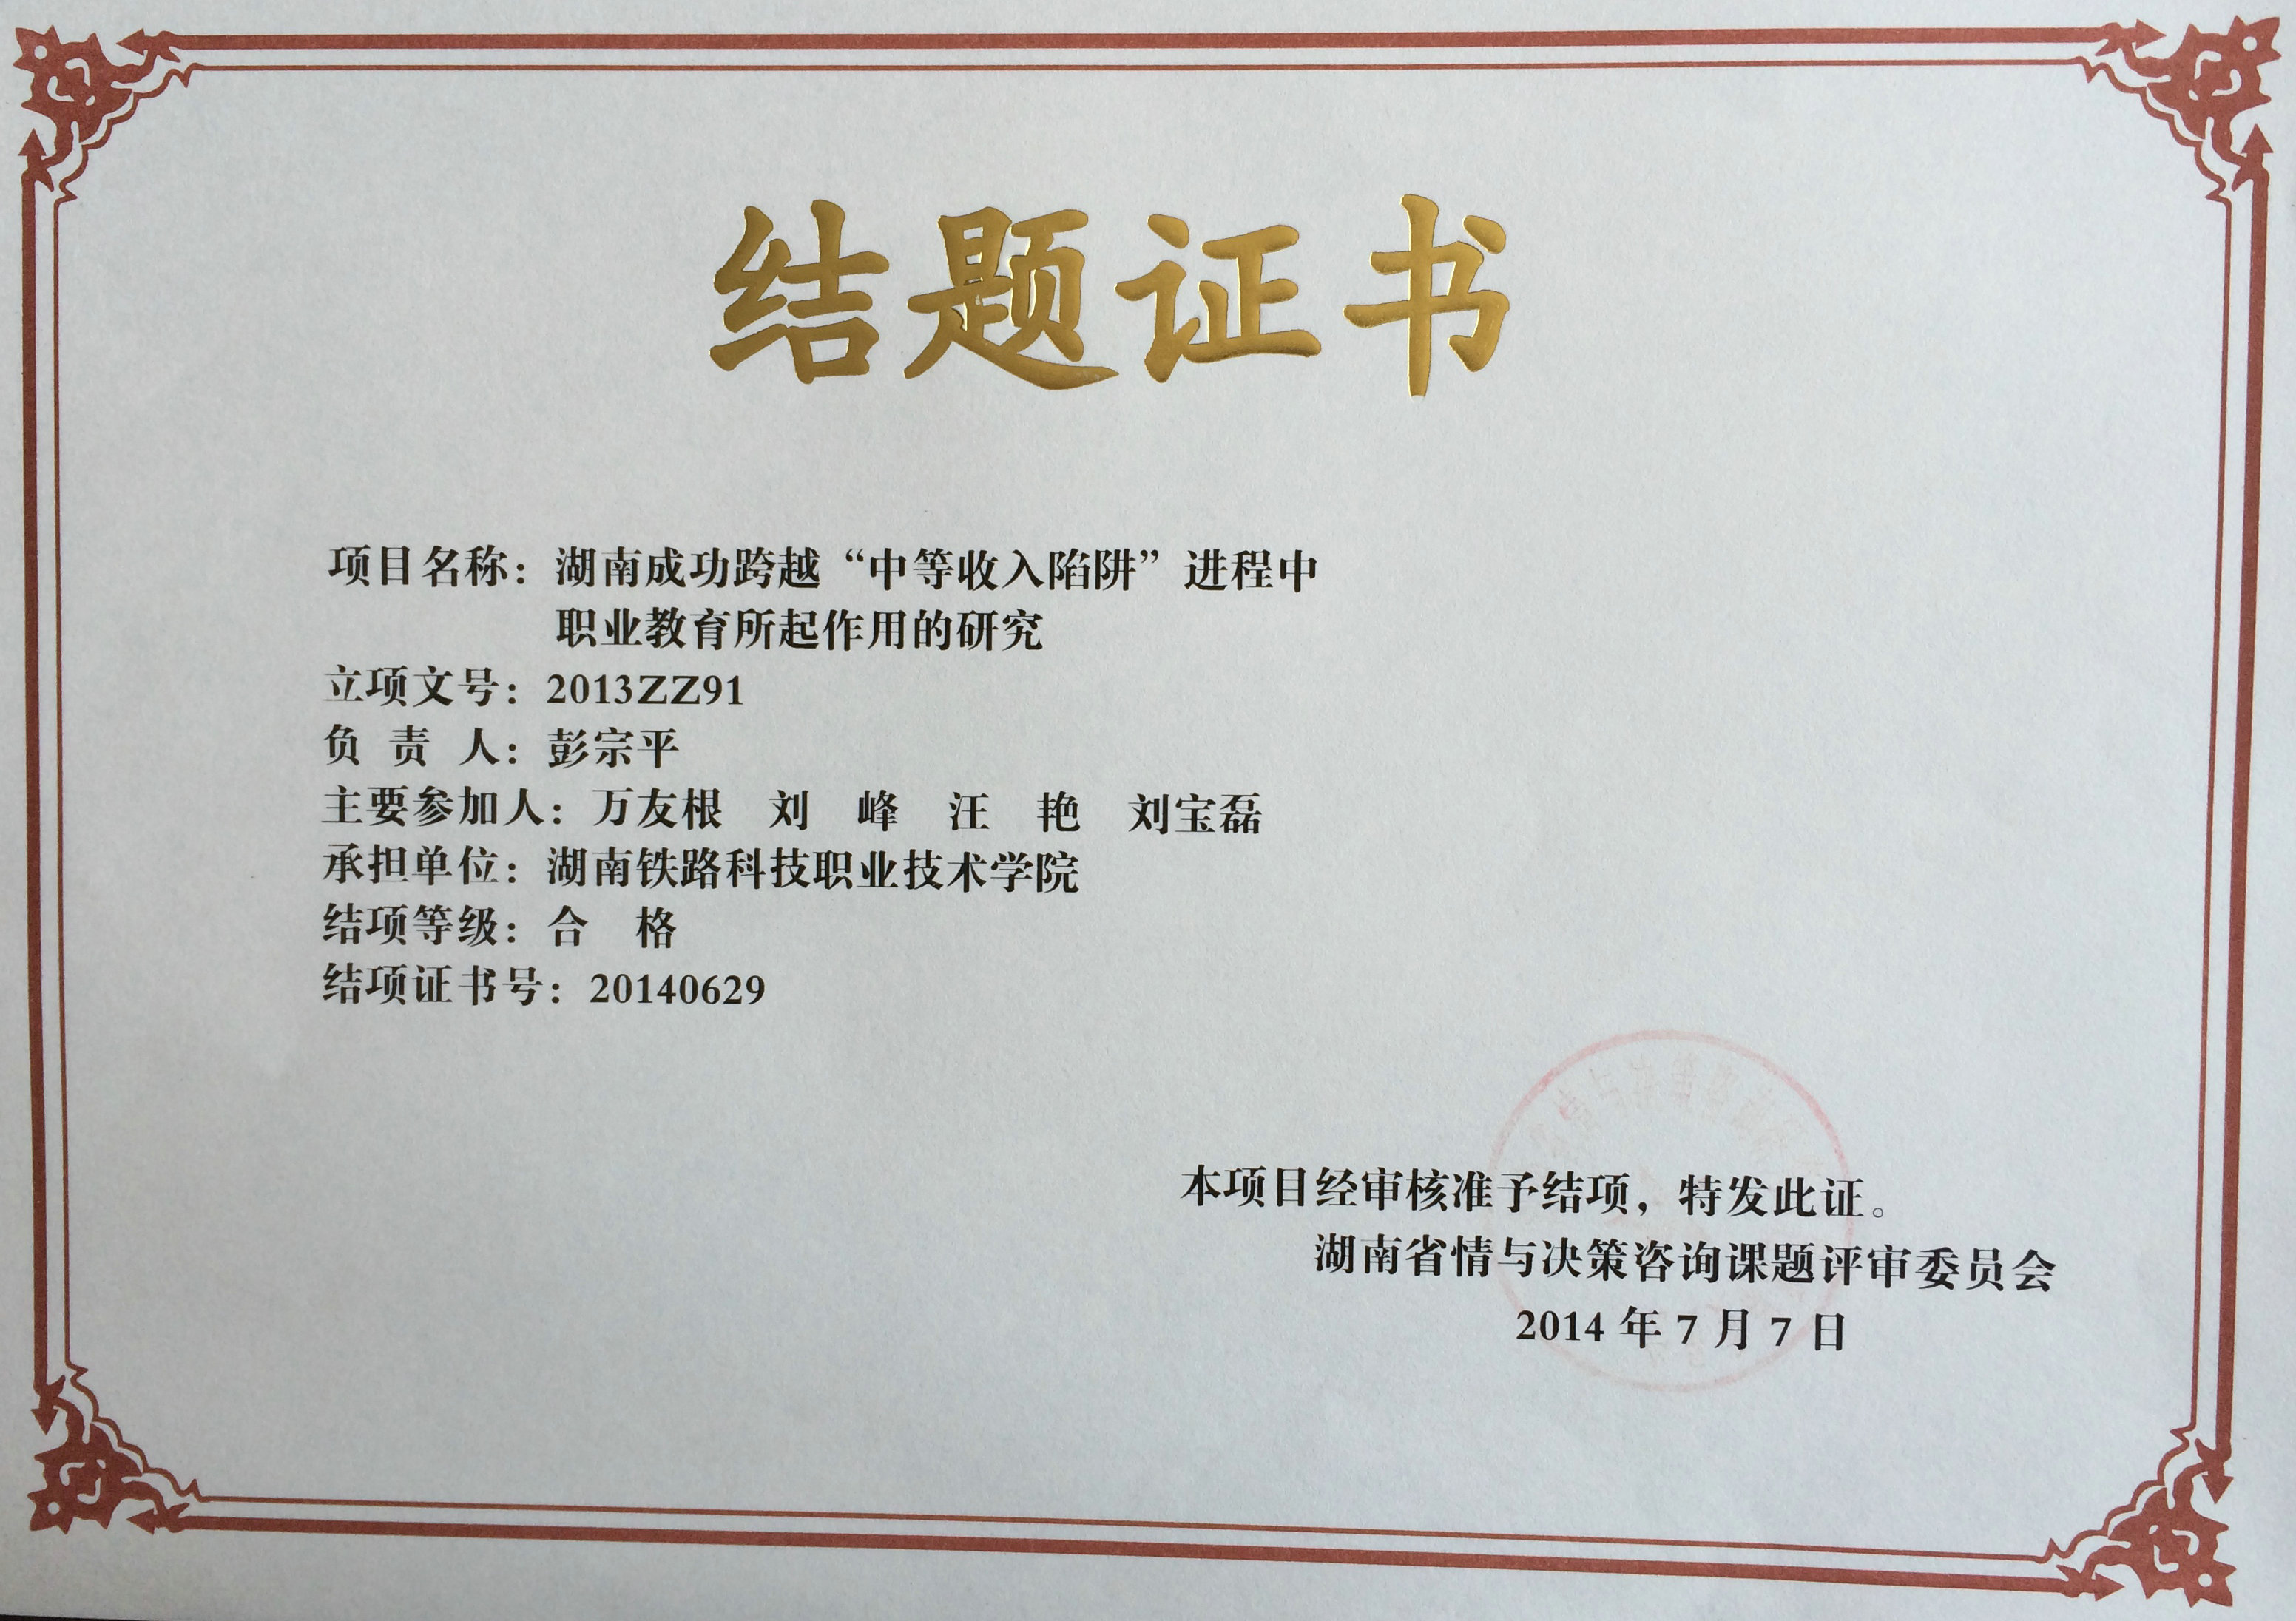 结题证书
项目名称：湖南成功跨越“中等收入陷阱”进程中
职业教育所起作用的研究
立项文号：2013ZZ91
负 责 人：彭宗平
主要参加人：万友根 刘 峰 汪 艳 刘宝磊
承担单位：湖南铁路科技职业技术学院
结项等级：合 格
结项证书号：20140629
本项目经审核准予结项，特发此证。
湖南省情与决策咨询课题评审委员会
2014 年 7 月 7 日